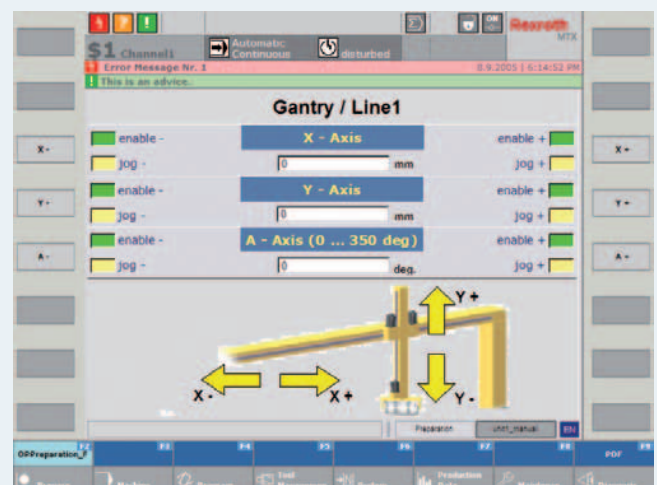 ON
Rexroth
MTX
S1 Channel1
Automatic
Continuous
disturbed
Error Message Nr. 1
8.9.2005 | 6:14:52 PM
This is an advice.
Gantry / Line1
enable -
X - Axis
enable +
X -
jog -
0
mm
jog +
X +
enable -
Y - Axis
enable +
Y -
jog -
0
mm
jog +
Y +
enable -
A - Axis (0 ... 350 deg)
enable +
A -
jog -
0
deg.
jog +
A +
Y +
X -
X +
Y -
Preparation
EN
F2
F3
F4
F5
F6
F7
F8
F9
OPPreparation_F
PDF
Tool
Production